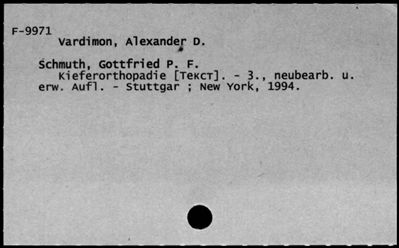 F-9971
Vardimon, Alexander D.
Schmuth, Gottfried P. F.
Kieferorthopadie [Текст]. - 3., neubearb. u.
erw. Aufl. - Stuttgar ; New York, 1994.